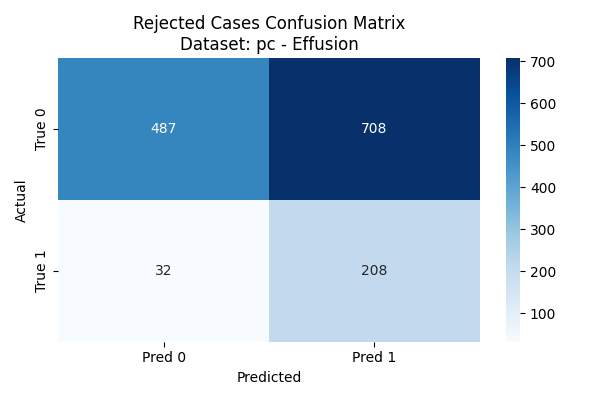 Rejected Cases Confusion Matrix
Dataset: pc - Effusion
Actual
True 0
487
708
True 1
32
208
Pred 0
Pred 1
Predicted
700
600
500
400
300
200
100